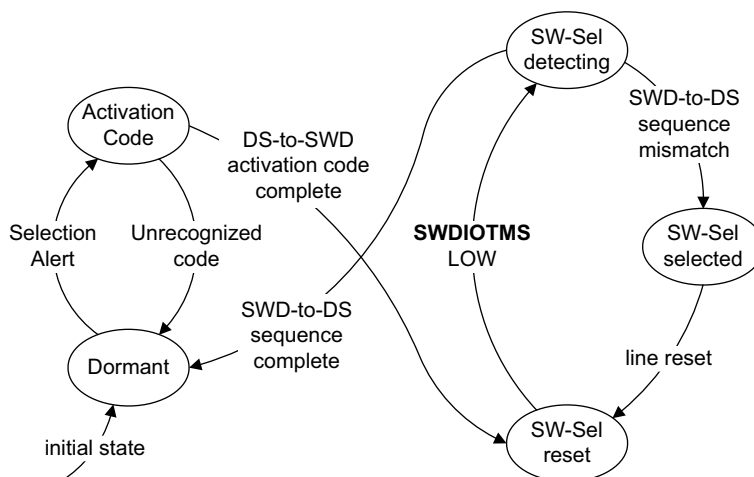 SW-Sel
detecting
Activation
Code
SWD-to-DS
sequence
mismatch
DS-to-SWD
activation code
complete
Selection
Alert
Unrecognized
code
SWDIOTMS
LOW
SW-Sel
selected
SWD-to-DS
sequence
complete
Dormant
line reset
initial state
SW-Sel
reset